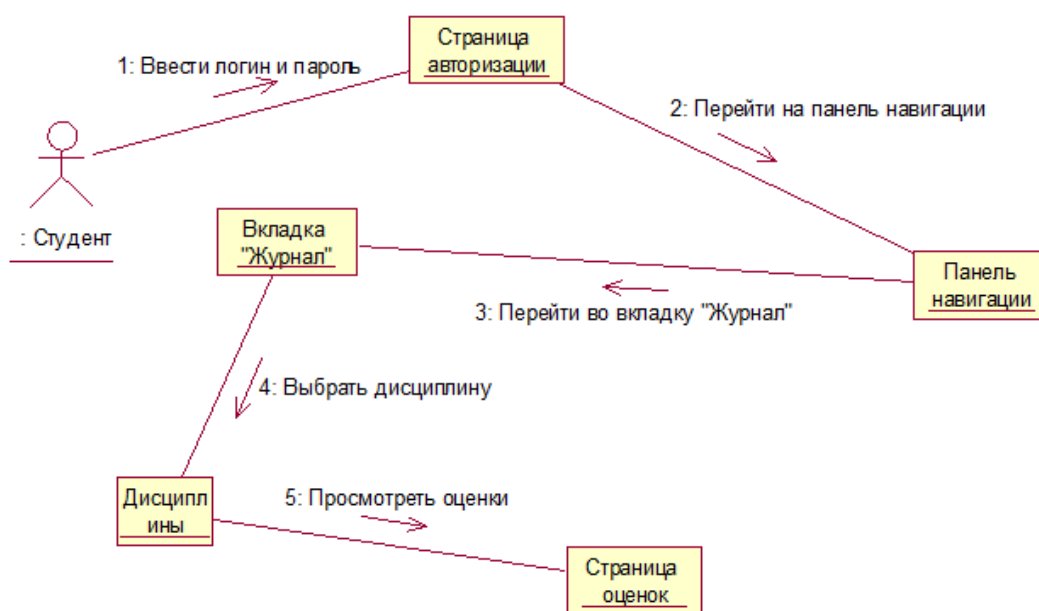 Страница
авторизации
1: Ввести логин и пароль
2: Перейти на панель навигации
: Студент
Вкладка
"Журнал"
Панель
навигации
3: Перейти во вкладку "Журнал"
4: Выбрать дисциплину
Дисципл
ины
5: Просмотреть оценки
Страница
оценок